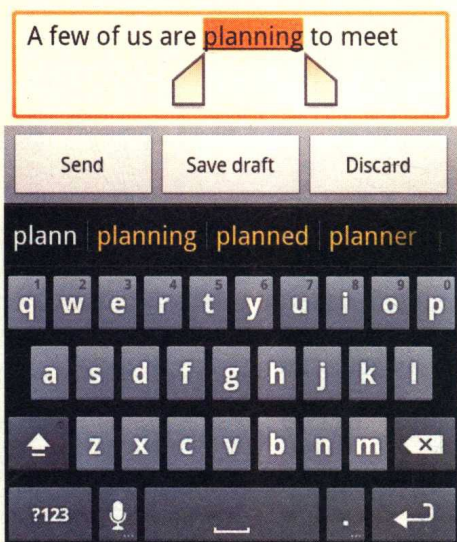 A few of us are planning to meet
Send Save draft Discard
plann planning planned planner
1 2 3 4 5 6 7 8 9 0
q w e r t y u i o p
a s d f g h j k l
z x c v b n m
?123 .